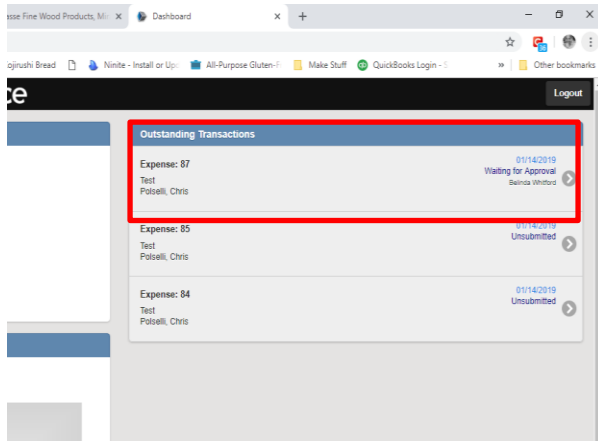 asse Fine Wood Products, Min
Dashboard
ojirushi Bread
Ninite - Install or Up
All-Purpose Gluten-F
Make Stuff
QuickBooks Login - S
Other bookmarks
ce
Logout
Outstanding Transactions
Expense: 87
01/14/2019
Waiting for Approval
Test
Belinda Whitford
Polselli, Chris
Expense: 85
01/14/2019
Unsubmitted
Test
Polselli, Chris
Expense: 84
01/14/2019
Unsubmitted
Test
Polselli, Chris